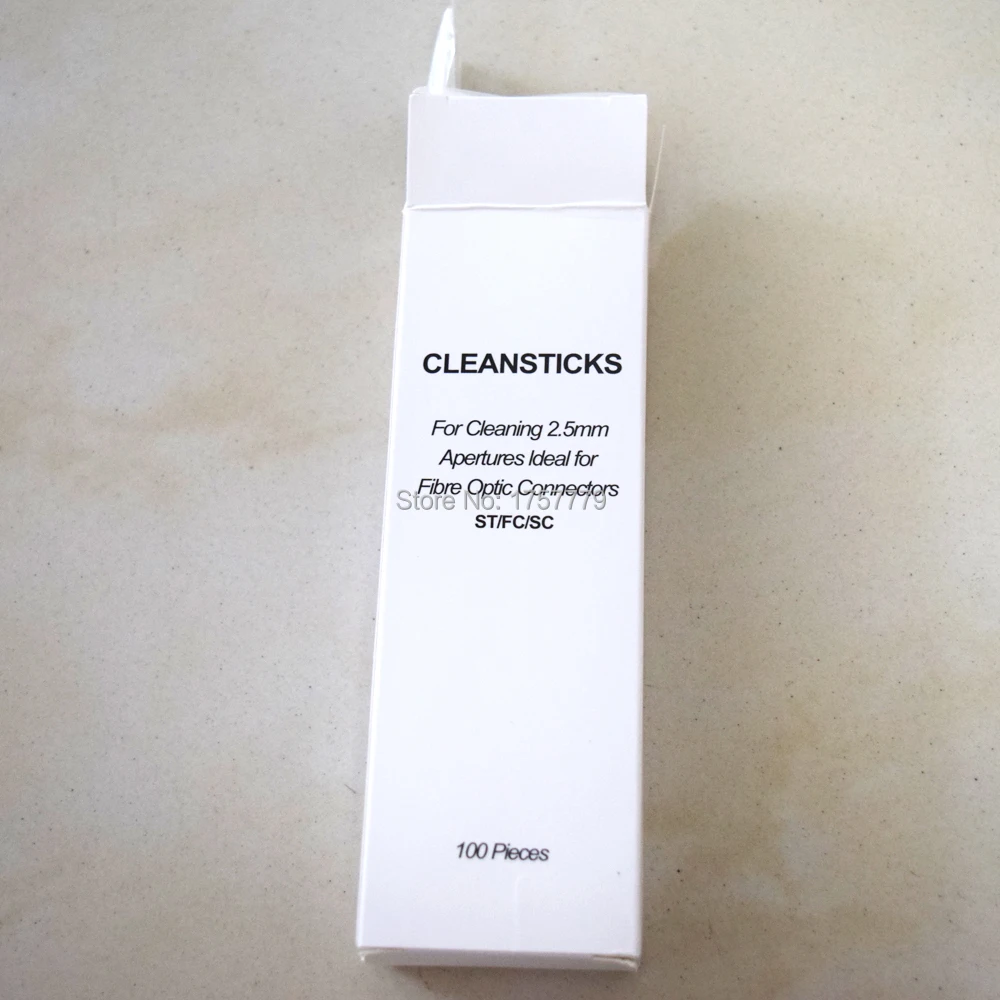 CLEANSTICKS
For Cleaning 2.5mm
Apertures Ideal for
Fibre Optic Connectors
Store No: 1757779
ST/FC/SC
100 Pieces